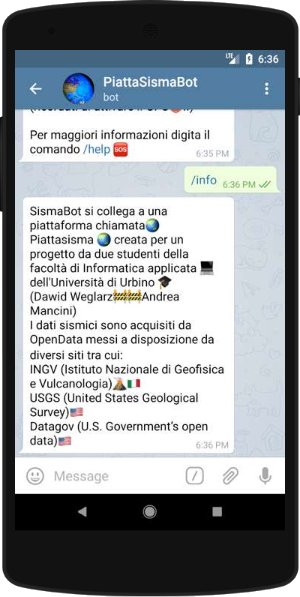 LTE 6:36
PiattaSismaBot
bot
Per maggiori informazioni digita il
comando /help 🆘
6:35 PM
/info 6:36 PM
SismaBot si collega a una
piattaforma chiamata🌏
Piattasisma 🌏 creata per un
progetto da due studenti della
facoltà di Informatica applicata 💻
dell'Università di Urbino 🎓
(Dawid Weglarz🚧🚧Andrea
Mancini)
I dati sismici sono acquisiti da
OpenData messi a disposizione da
diversi siti tra cui:
INGV (Istituto Nazionale di Geofisica
e Vulcanologia)🌋🇮🇹
USGS (United States Geological
Survey)🇺🇸
Datagov (U.S. Government's open
data)🇺🇸
6:36 PM
Message